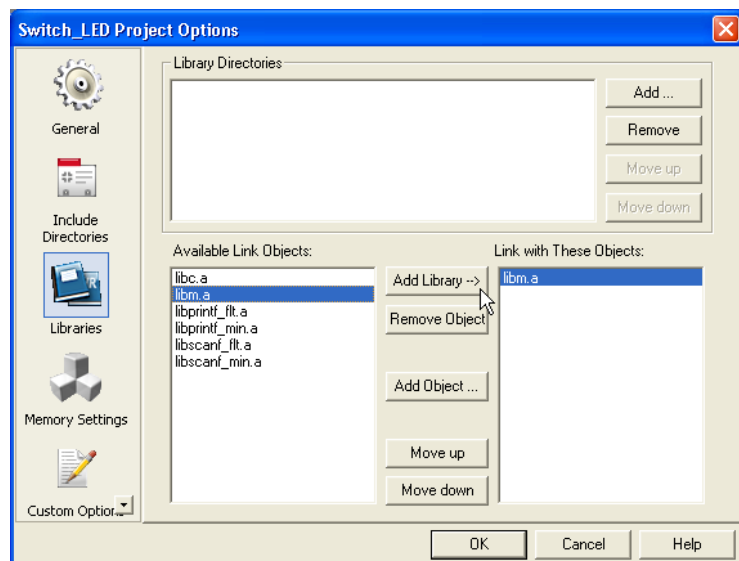 Switch_LED Project Options
General
Include
Directories
Libraries
Memory Settings
Custom Option
Library Directories
Add ...
Remove
Move up
Move down
Available Link Objects:
libc.a
libm.a
libprintf_flt.a
libprintf_min.a
libscanf_flt.a
libscanf_min.a
Add Library -->
Remove Object
Add Object ...
Move up
Move down
Link with These Objects:
libm.a
OK
Cancel
Help